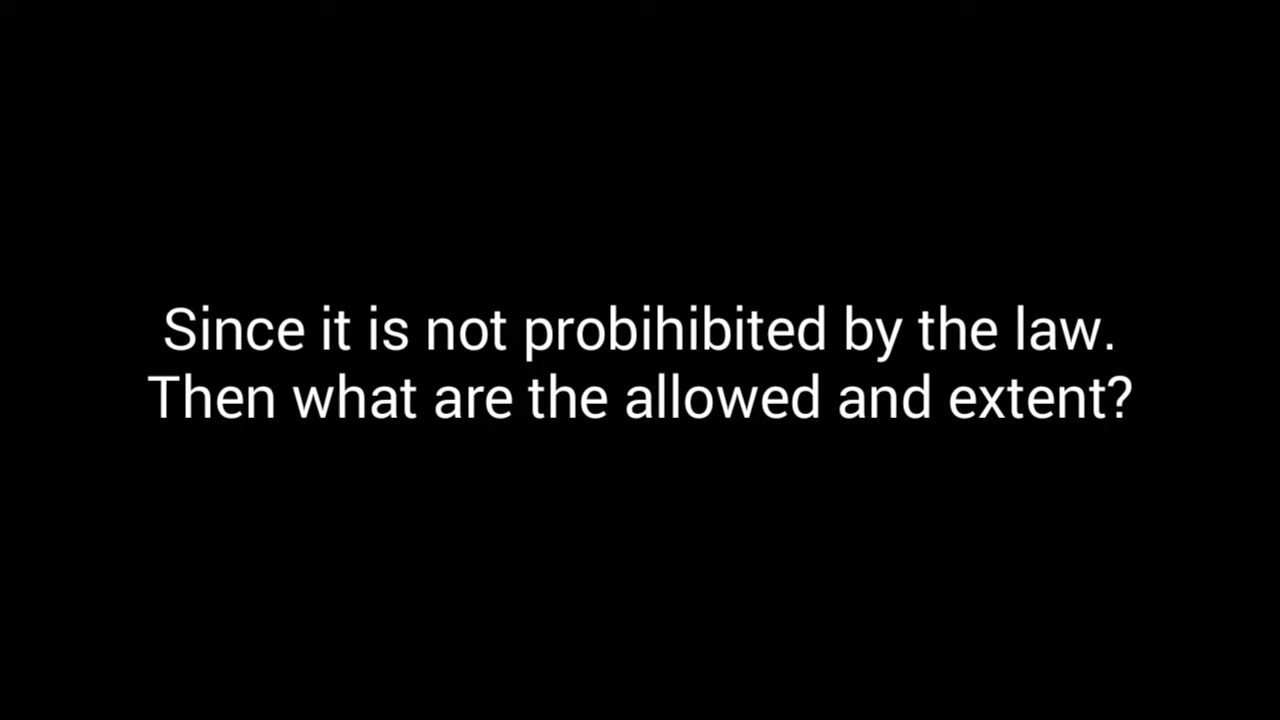 Since it is not probihibited by the law.
Then what are the allowed and extent?